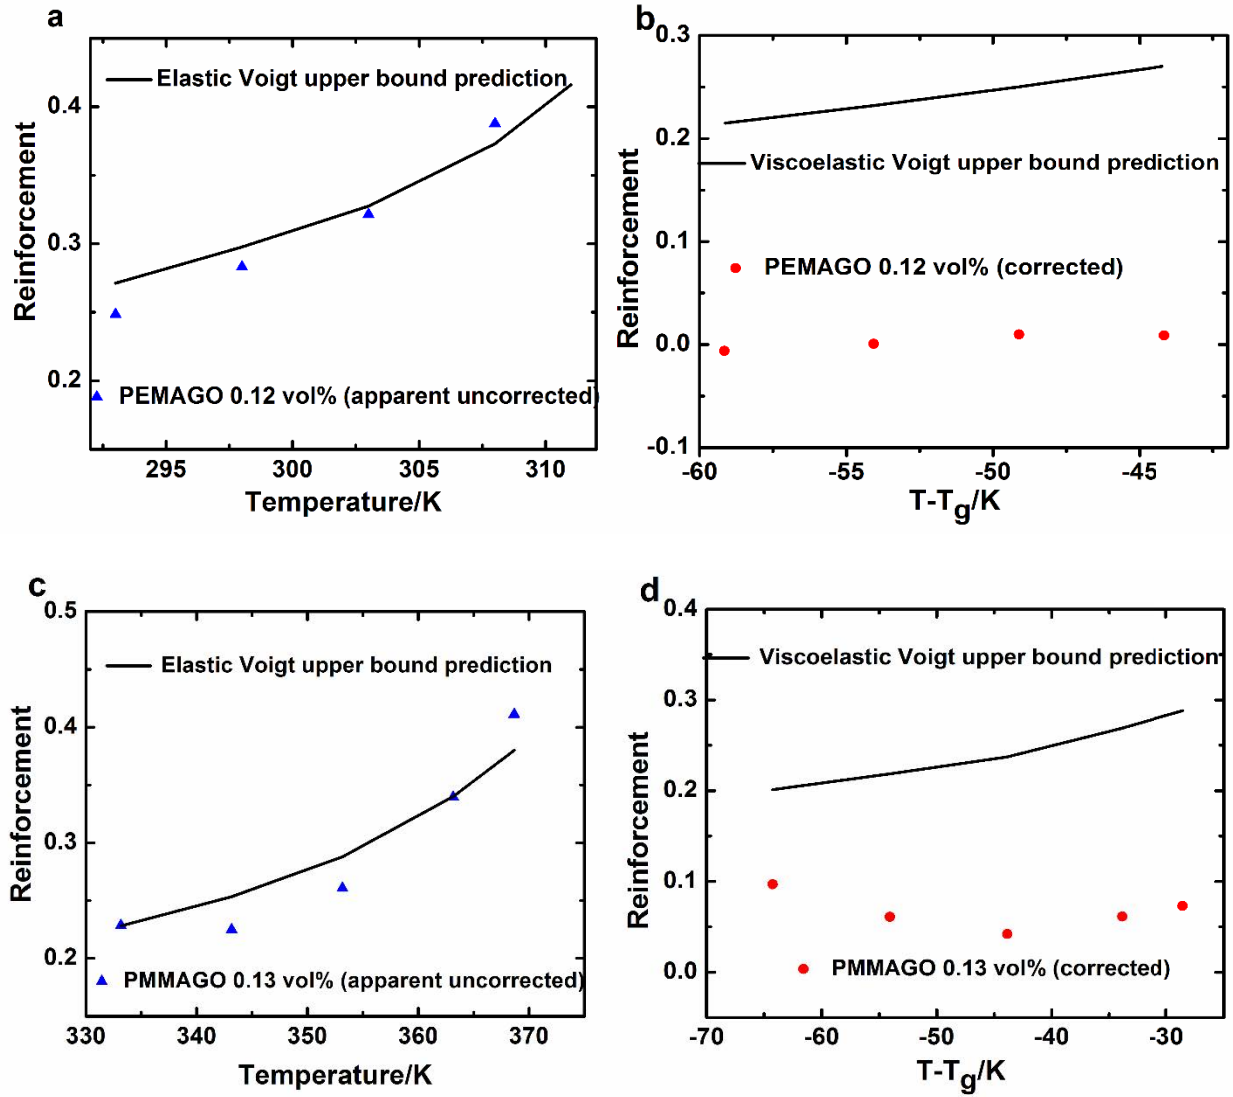 a
Elastic Voigt upper bound prediction
0.4
0.3
0.2
Reinforcement
PEMAGO 0.12 vol% (apparent uncorrected)
295 300 305 310
Temperature/K
b
0.3
0.2
0.1
0.0
-0.1
Reinforcement
Viscoelastic Voigt upper bound prediction
PEMAGO 0.12 vol% (corrected)
-60 -55 -50 -45
T-Tg/K
c
0.5
0.4
0.3
0.2
Reinforcement
Elastic Voigt upper bound prediction
PMMAGO 0.13 vol% (apparent uncorrected)
330 340 350 360 370
Temperature/K
d
0.4
0.3
0.2
0.1
0.0
Reinforcement
Viscoelastic Voigt upper bound prediction
PMMAGO 0.13 vol% (corrected)
-70 -60 -50 -40 -30
T-Tg/K